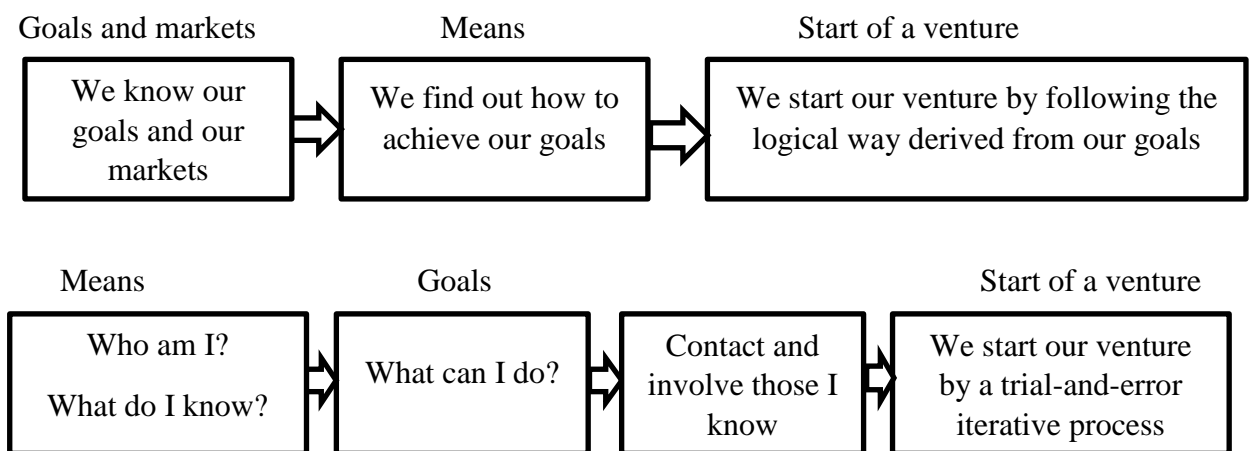 Goals and markets
Means
Start of a venture
We know our
goals and our
markets
We find out how to
achieve our goals
We start our venture by following the
logical way derived from our goals
Means
Goals
Start of a venture
Who am I?
What do I know?
What can I do?
Contact and
involve those I
know
We start our venture
by a trial-and-error
iterative process